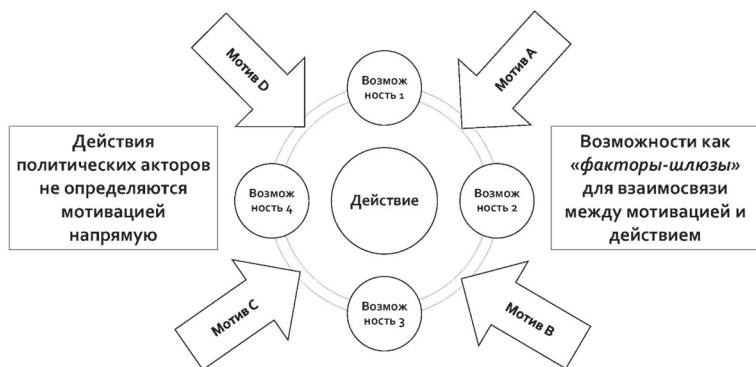 Мотив D
Мотив A
Возмож
ность 1
Действия
политических акторов
не определяются
мотивацией
напрямую
Возмож
ность 4
Действие
Возмож
ность 2
Возможности как
«факторы-шлюзы»
для взаимосвязи
между мотивацией и
действием
Мотив C
Возмож
ность 3
Мотив B